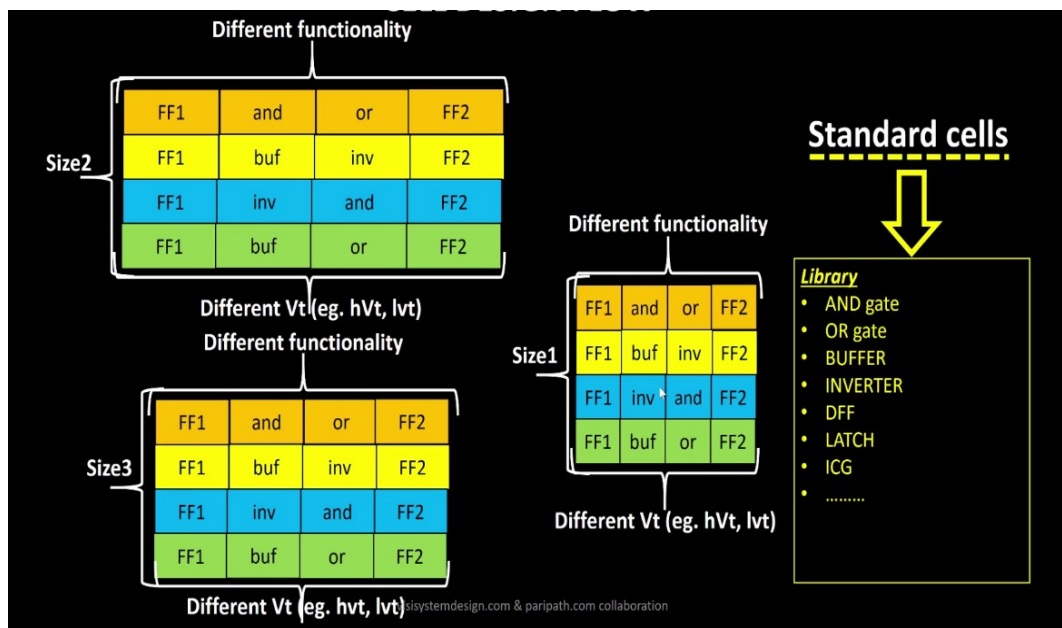 CELL DESIGN FLOW
Different functionality
FF1 and or FF2
Size2
FF1 buf inv FF2
FF1 inv and FF2
FF1 buf or FF2
Different Vt (eg. hVt, lvt)
Different functionality
Size3
FF1 and or FF2
FF1 buf inv FF2
FF1 inv and FF2
FF1 buf or FF2
Different Vt (eg. hvt, lvt)
Different functionality
Size1
FF1 and or FF2
FF1 buf inv FF2
FF1 inv and FF2
FF1 buf or FF2
Different Vt (eg. hVt, lvt)
Standard cells
Library
• AND gate
• OR gate
• BUFFER
• INVERTER
• DFF
• LATCH
• ICG
• .........
sisystemdesign.com & paripath.com collaboration